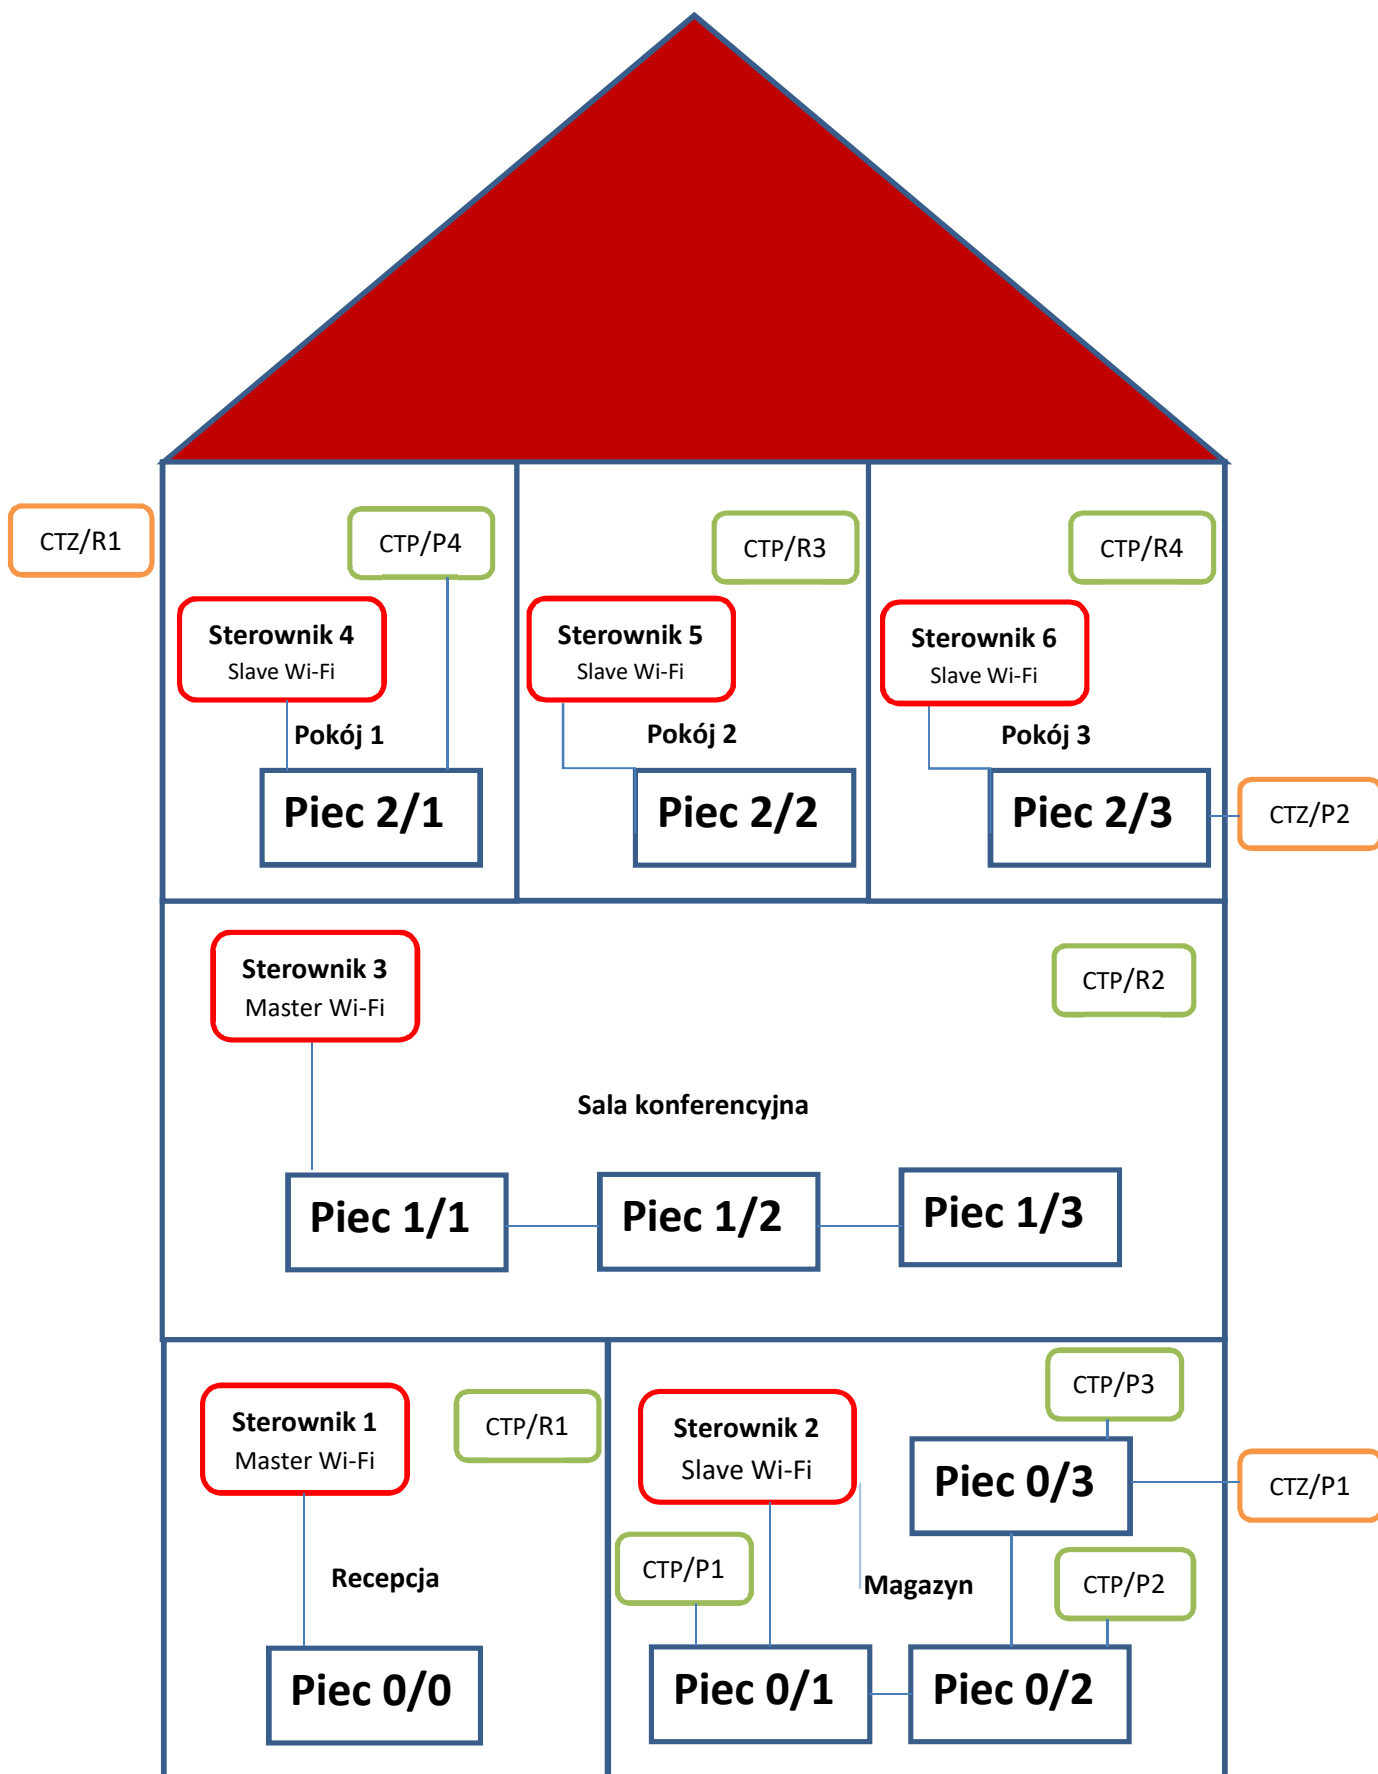 CTZ/R1
CTP/P4
CTP/R3
CTP/R4
Sterownik 4
Slave Wi-Fi
Sterownik 5
Slave Wi-Fi
Sterownik 6
Slave Wi-Fi
Pokój 1
Pokój 2
Pokój 3
Piec 2/1
Piec 2/2
Piec 2/3
CTZ/P2
Sterownik 3
Master Wi-Fi
CTP/R2
Sala konferencyjna
Piec 1/1
Piec 1/2
Piec 1/3
Sterownik 1
Master Wi-Fi
CTP/R1
Sterownik 2
Slave Wi-Fi
CTP/P3
Piec 0/3
CTZ/P1
Recepcja
CTP/P1
Magazyn
CTP/P2
Piec 0/0
Piec 0/1
Piec 0/2